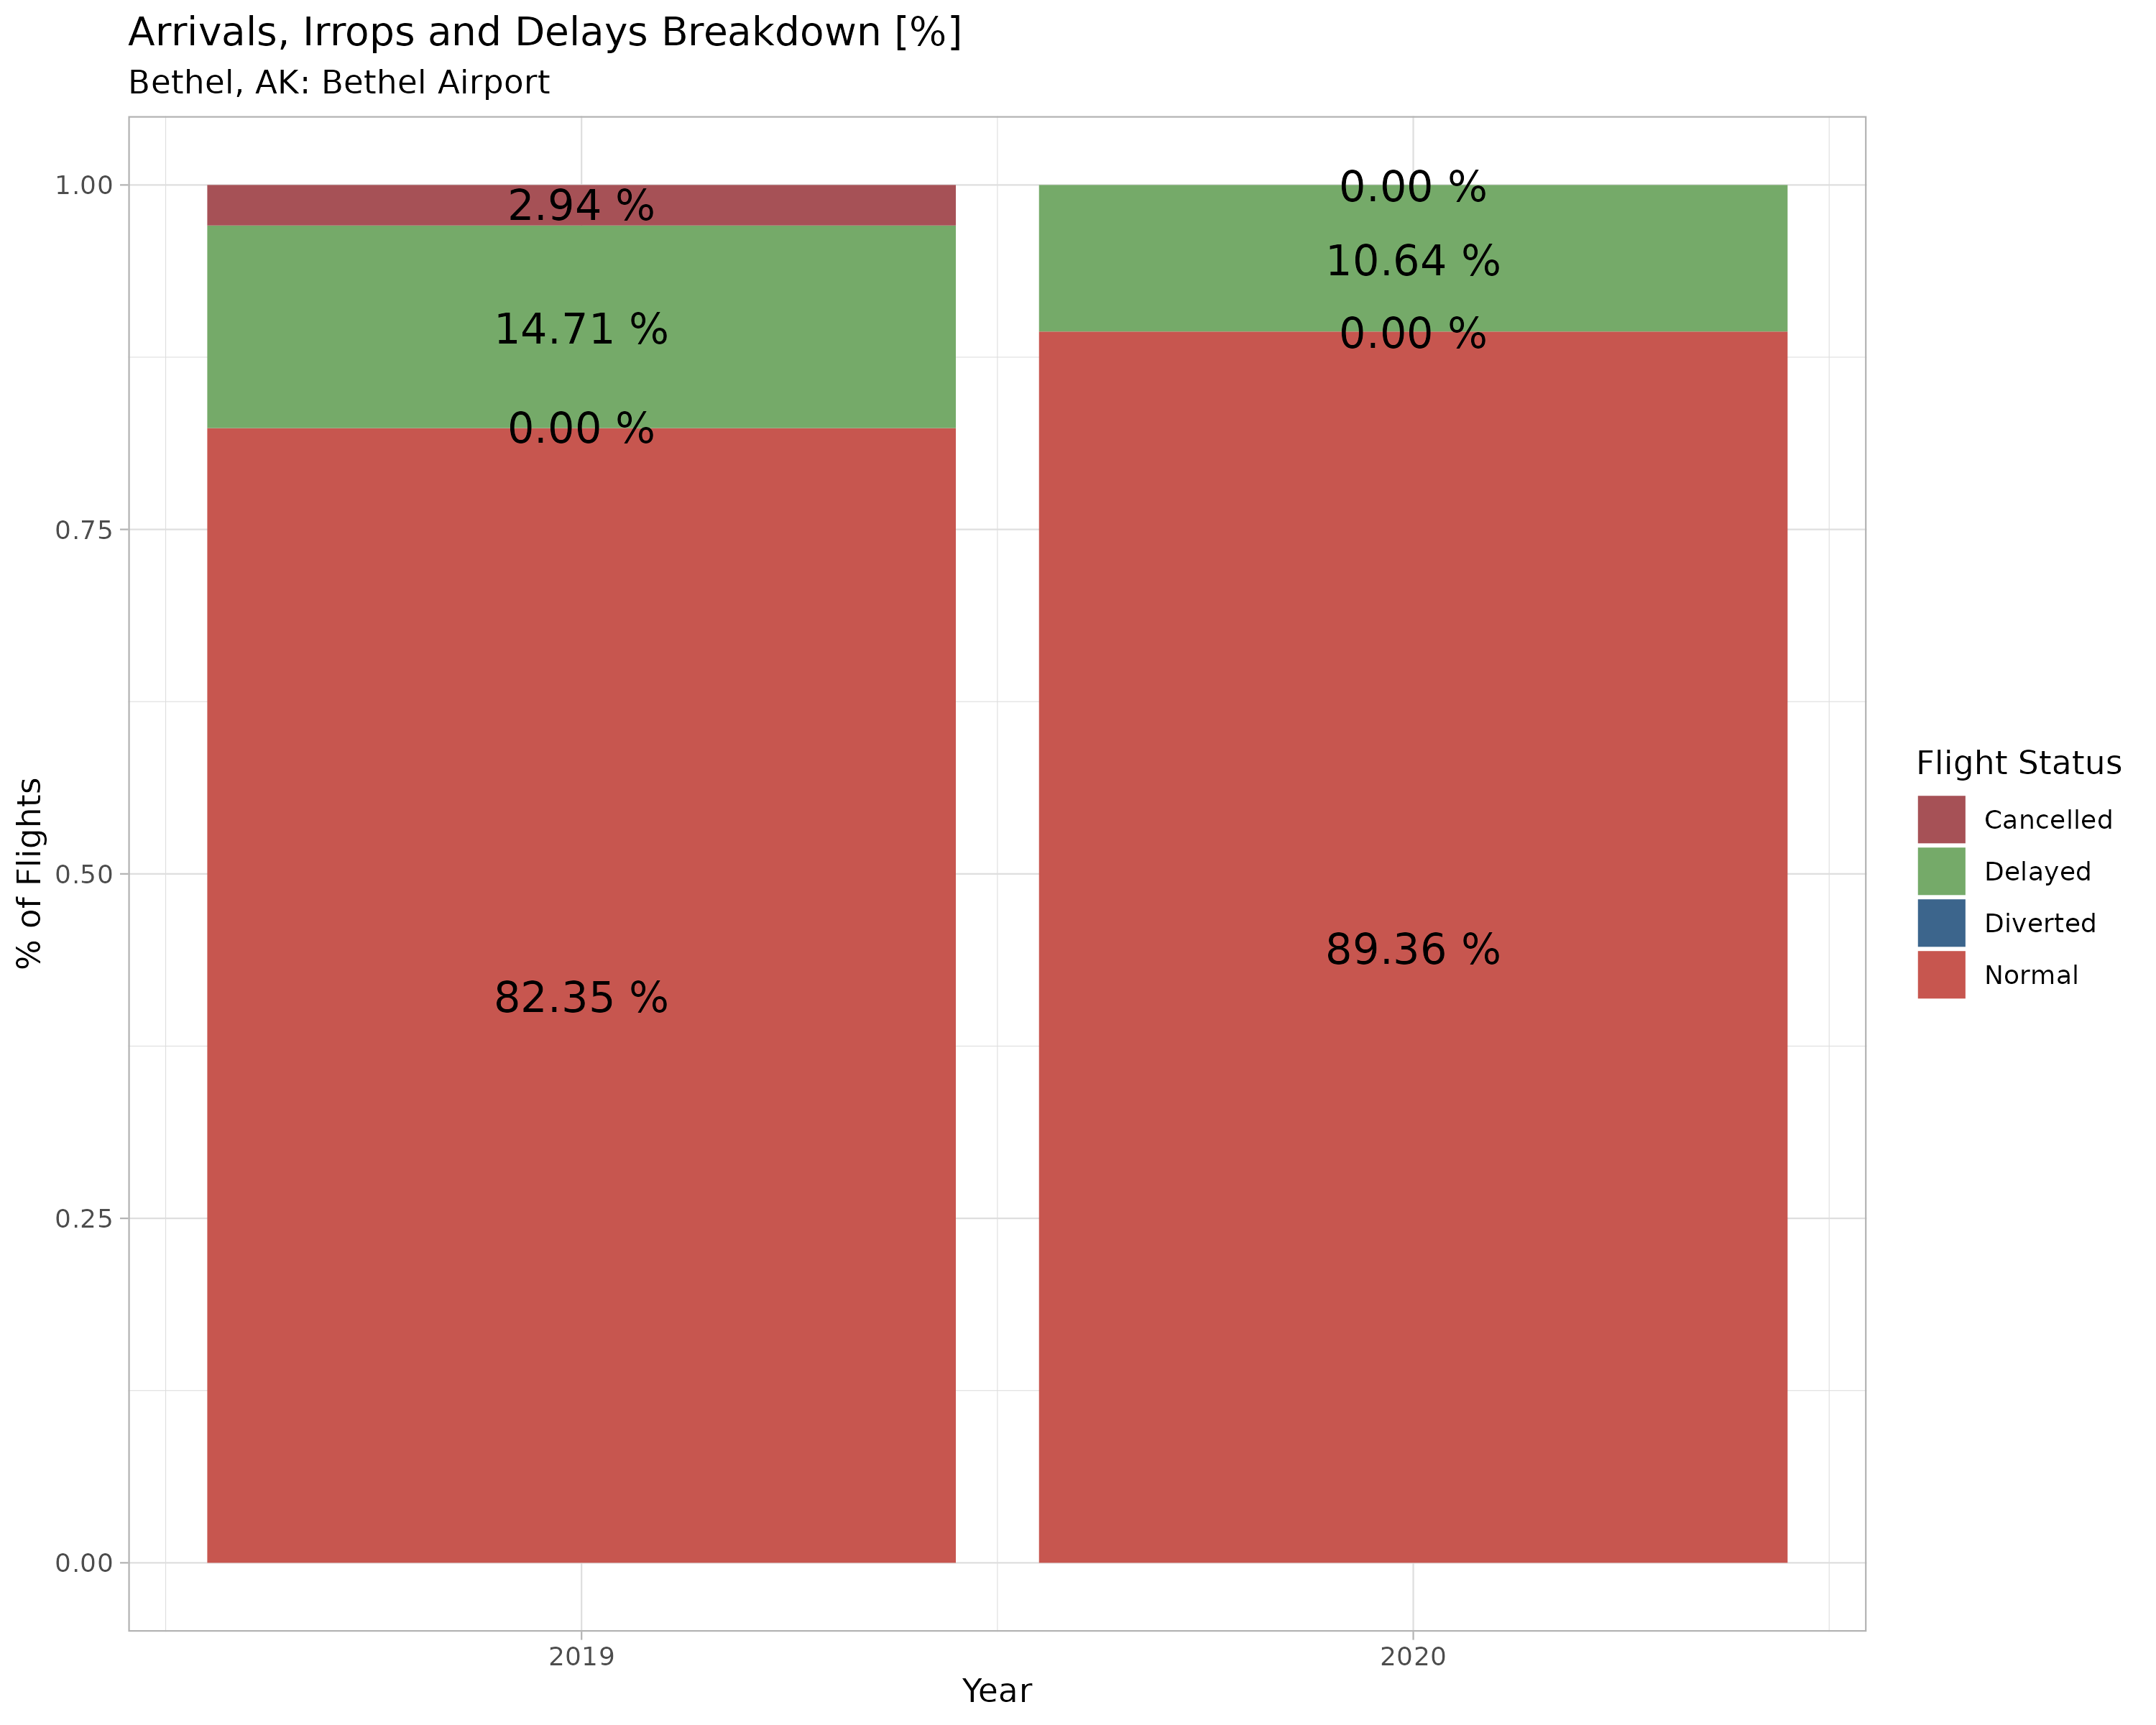 Arrivals, Irrops and Delays Breakdown [%]
Bethel, AK: Bethel Airport
% of Flights
1.00
0.75
0.50
0.25
0.00
2.94 %
14.71 %
0.00 %
82.35 %
0.00 %
10.64 %
0.00 %
89.36 %
2019
2020
Year
Flight Status
Cancelled
Delayed
Diverted
Normal